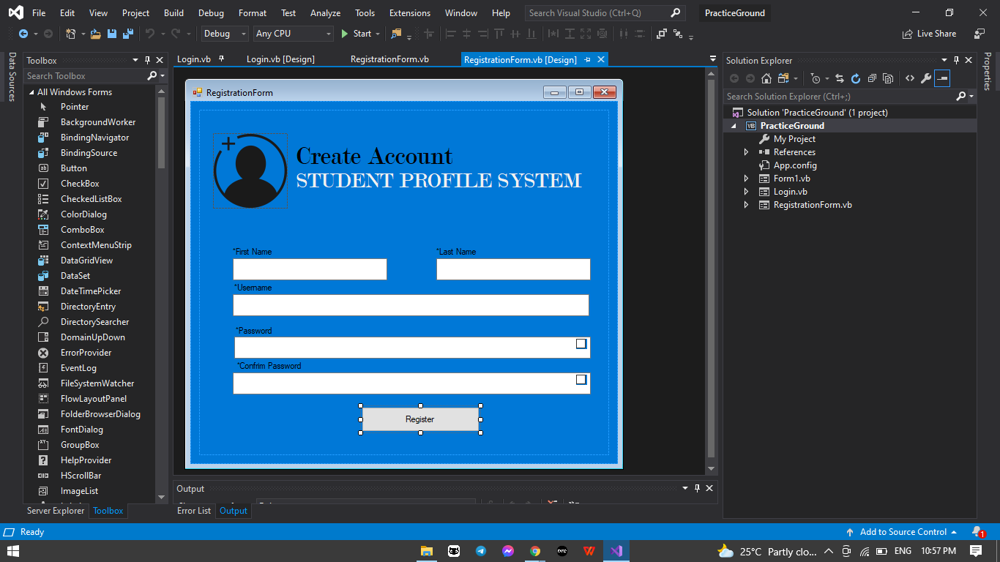 File Edit View Project Build Debug Format Test Analyze Tools Extensions Window Help Search Visual Studio (Ctrl+Q) PracticeGround
Debug Any CPU Start Live Share
Data Sources
Toolbox
Search Toolbox
All Windows Forms
Pointer
BackgroundWorker
BindingNavigator
BindingSource
Button
CheckBox
CheckedListBox
ColorDialog
ComboBox
ContextMenuStrip
DataGridView
DataSet
DateTimePicker
DirectoryEntry
DirectorySearcher
DomainUpDown
ErrorProvider
EventLog
FileSystemWatcher
FlowLayoutPanel
FolderBrowserDialog
FontDialog
GroupBox
HelpProvider
HScrollBar
ImageList
Server Explorer Toolbox
Login.vb Login.vb [Design] RegistrationForm.vb RegistrationForm.vb [Design]
RegistrationForm
Create Account
STUDENT PROFILE SYSTEM
*First Name *Last Name
*Username
*Password
*Confrim Password
Register
Output
Error List Output
Solution Explorer
Search Solution Explorer (Ctrl+;)
Solution 'PracticeGround' (1 project)
VB PracticeGround
My Project
References
App.config
Form1.vb
Login.vb
RegistrationForm.vb
Properties
Ready Add to Source Control 1
25°C Partly clo... ENG 10:57 PM